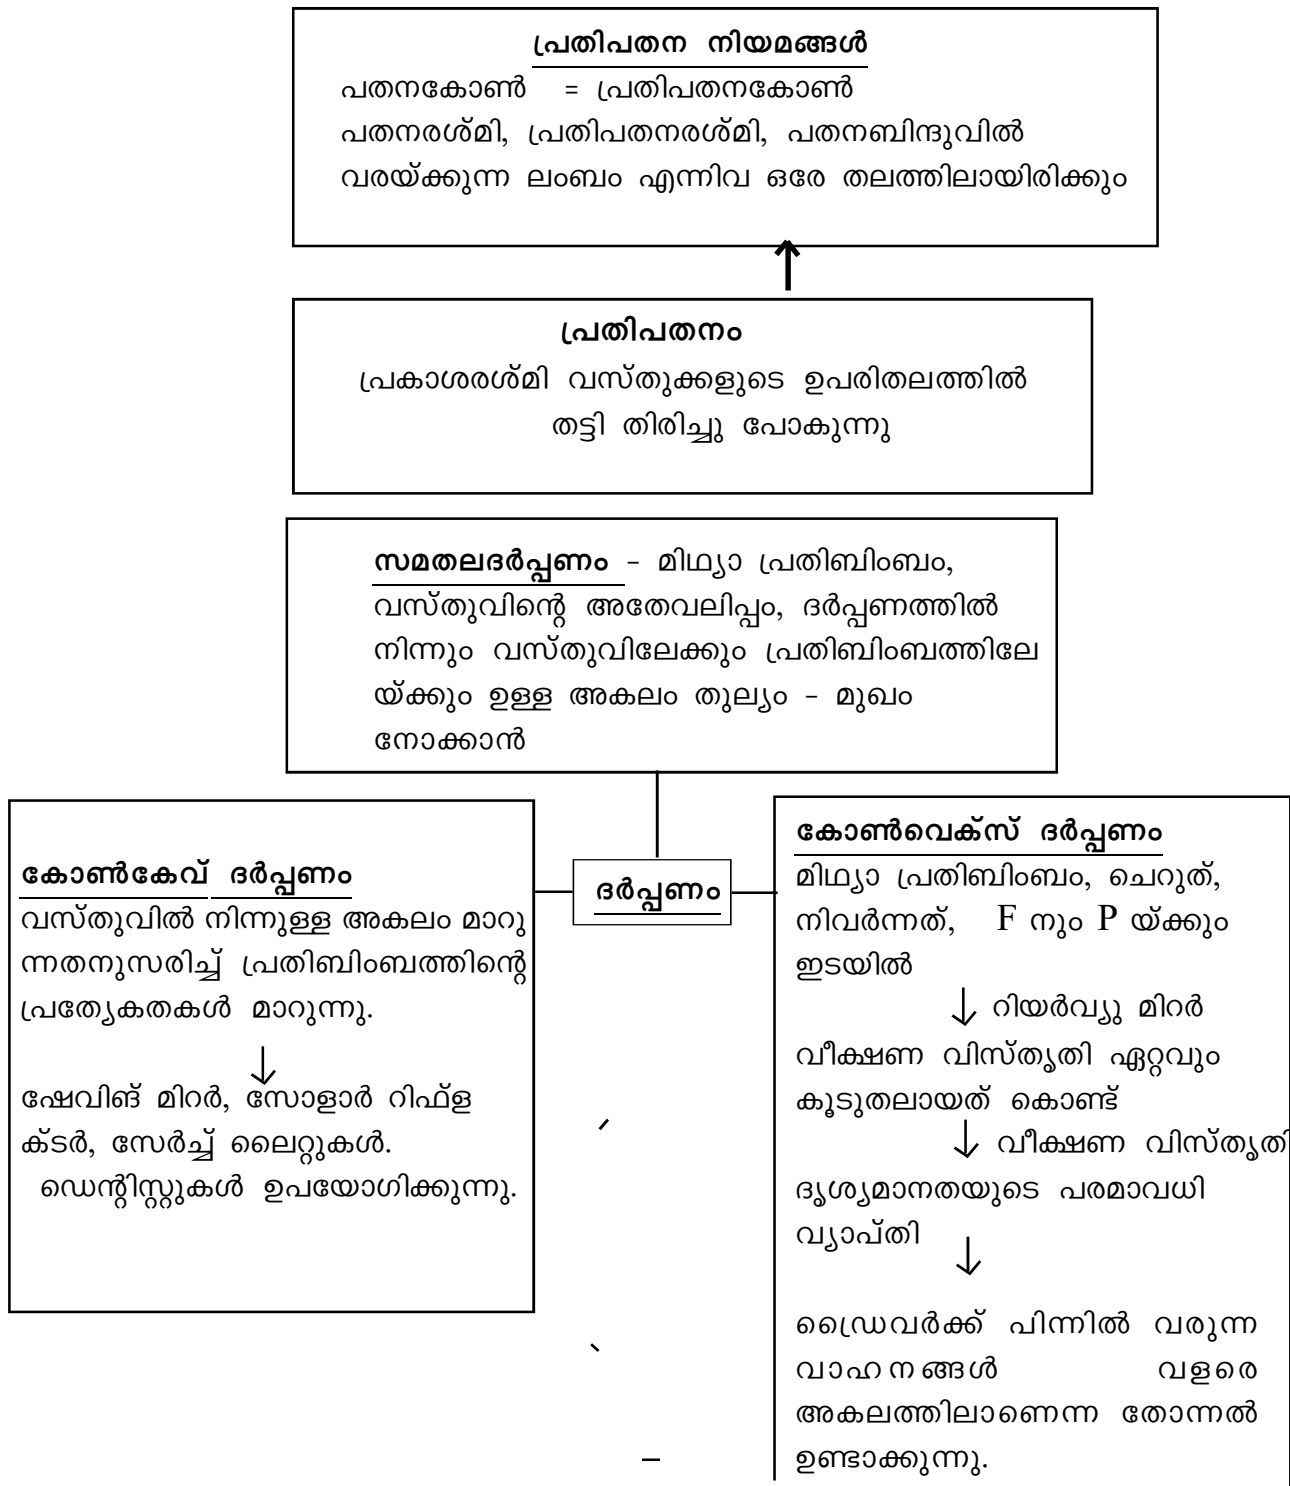 പ്രതിപതന നിയമങ്ങൾ
പതനകോൺ = പ്രതിപതനകോൺ
പതനരശ്മി, പ്രതിപതനരശ്മി, പതനബിന്ദുവിൽ
വരയ്ക്കുന്ന ലംബം എന്നിവ ഒരേ തലത്തിലായിരിക്കും
പ്രതിപതനം
പ്രകാശരശ്മി വസ്തുക്കളുടെ ഉപരിതലത്തിൽ
തട്ടി തിരിച്ചു പോകുന്നു
സമതലദർപ്പണം - മിഥ്യാ പ്രതിബിംബം,
വസ്തുവിന്റെ അതേവലിപ്പം, ദർപ്പണത്തിൽ
നിന്നും വസ്തുവിലേക്കും പ്രതിബിംബത്തിലേ
യ്ക്കും ഉള്ള അകലം തുല്യം - മുഖം
നോക്കാൻ
കോൺകേവ് ദർപ്പണം
വസ്തുവിൽ നിന്നുള്ള അകലം മാറു
ന്നതനുസരിച്ച് പ്രതിബിംബത്തിന്റെ
പ്രത്യേകതകൾ മാറുന്നു.
ഷേവിങ് മിറർ, സോളാർ റിഫ്ള
ക്ടർ, സേർച്ച് ലൈറ്റുകൾ.
ഡെന്റിസ്റ്റുകൾ ഉപയോഗിക്കുന്നു.
ദർപ്പണം
കോൺവെക്സ് ദർപ്പണം
മിഥ്യാ പ്രതിബിംബം, ചെറുത്,
നിവർന്നത്, F നും P യ്ക്കും
ഇടയിൽ
↓ റിയർവ്യു മിറർ
വീക്ഷണ വിസ്തൃതി ഏറ്റവും
കൂടുതലായത് കൊണ്ട്
↓ വീക്ഷണ വിസ്തൃതി
ദൃശ്യമാനതയുടെ പരമാവധി
വ്യാപ്തി
ഡ്രൈവർക്ക് പിന്നിൽ വരുന്ന
വാഹനങ്ങൾ വളരെ
അകലത്തിലാണെന്ന തോന്നൽ
ഉണ്ടാക്കുന്നു.